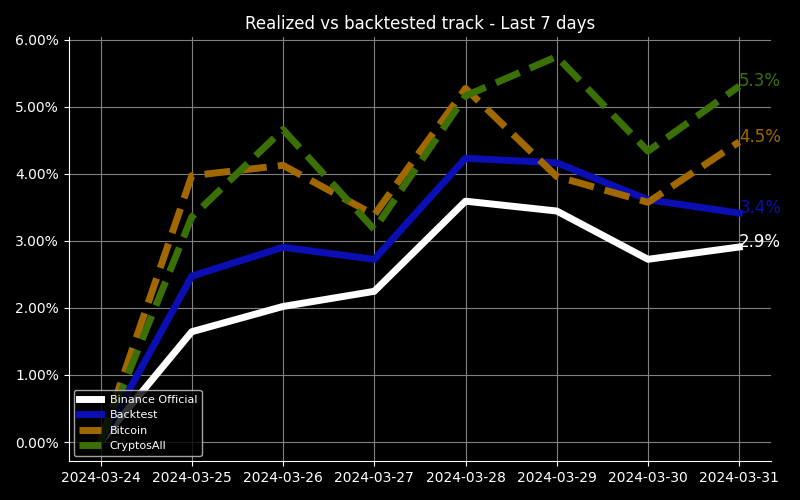 Realized vs backtested track - Last 7 days
6.00%
5.00%
4.00%
3.00%
2.00%
1.00%
0.00%
5.3%
4.5%
3.4%
2.9%
Binance Official
Backtest
Bitcoin
CryptosAll
2024-03-24 2024-03-25 2024-03-26 2024-03-27 2024-03-28 2024-03-29 2024-03-30 2024-03-31